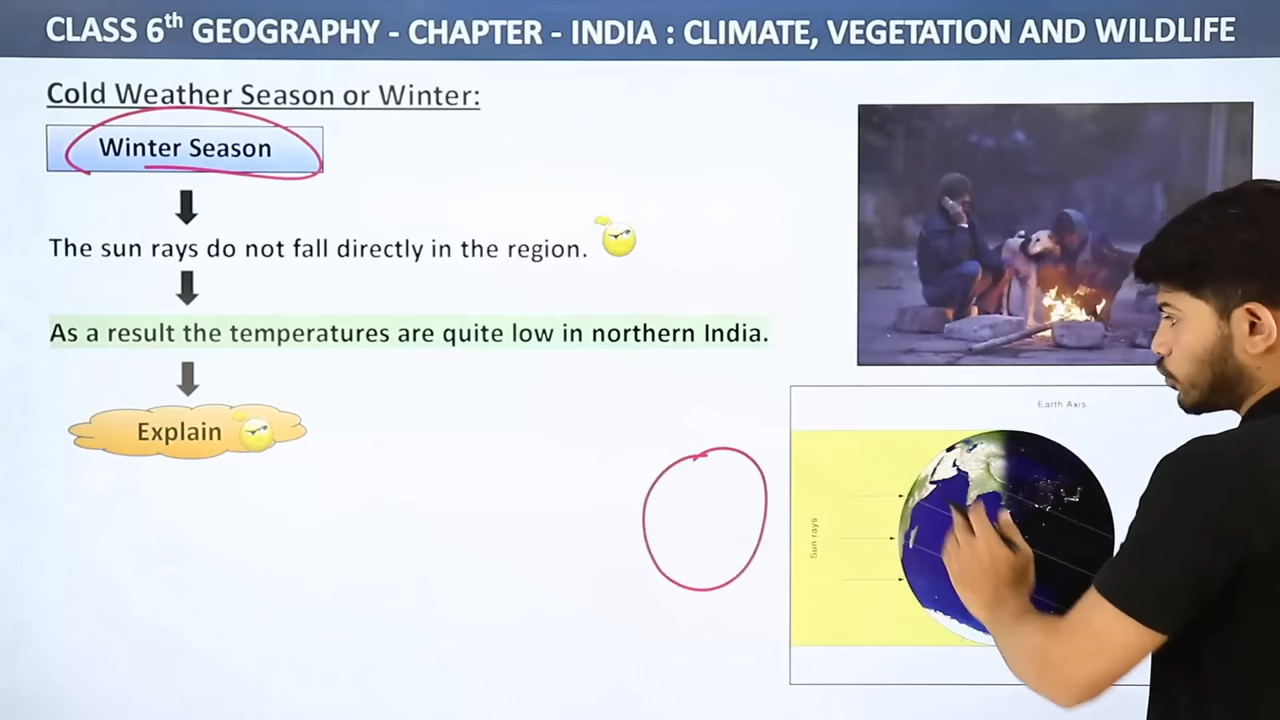 CLASS 6th GEOGRAPHY - CHAPTER - INDIA : CLIMATE, VEGETATION AND WILDLIFE
Cold Weather Season or Winter:
Winter Season
The sun rays do not fall directly in the region.
As a result the temperatures are quite low in northern India.
Explain
Earth Axis
Sun rays